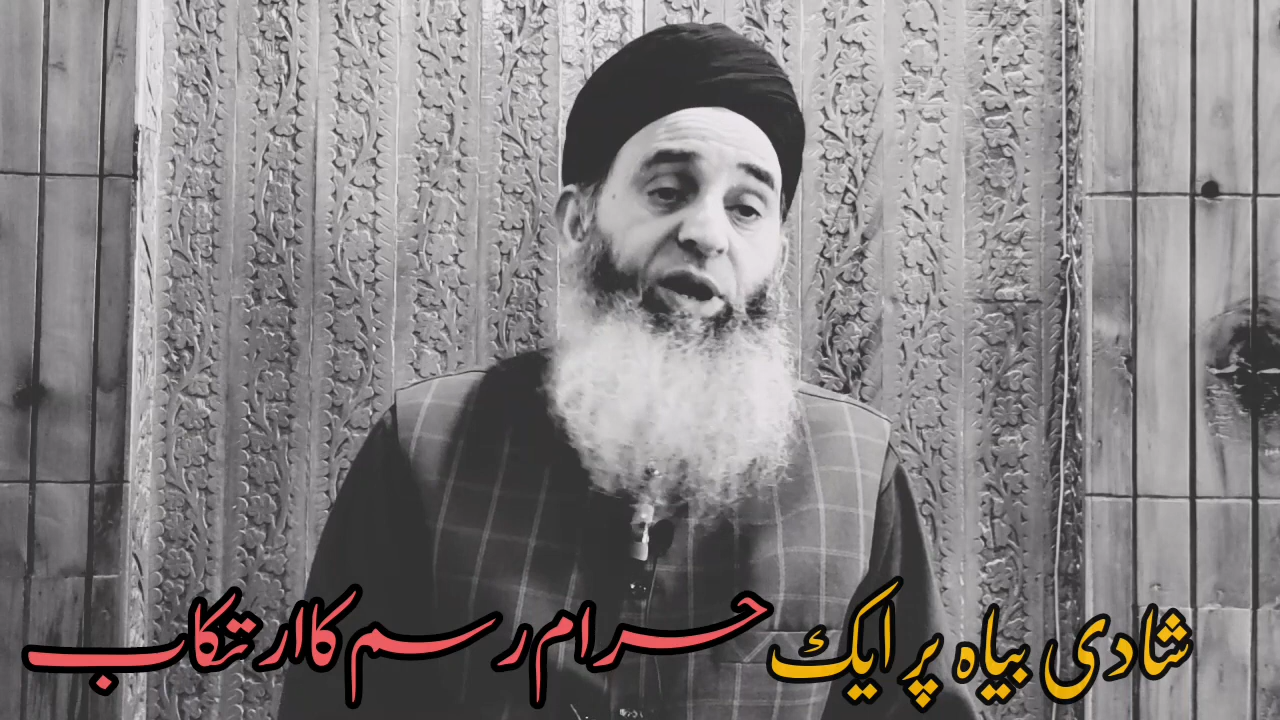 شادی بیاہ پر ایک حرام رسم کا ارتکاب